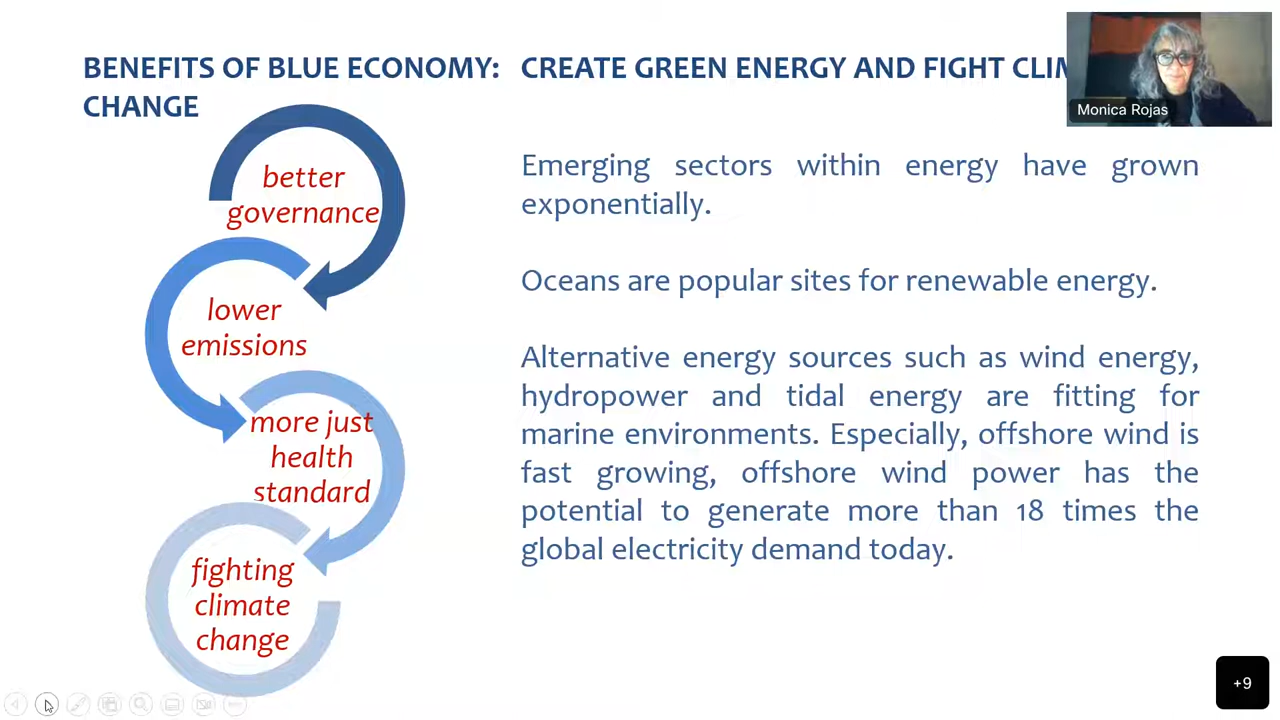 BENEFITS OF BLUE ECONOMY: CREATE GREEN ENERGY AND FIGHT
CHANGE
Monica Rojas
better
governance
lower
emissions
more just
health
standard
fighting
climate
change
Emerging sectors within energy have grown
exponentially.
Oceans are popular sites for renewable energy.
Alternative energy sources such as wind energy,
hydropower and tidal energy are fitting for
marine environments. Especially, offshore wind is
fast growing, offshore wind power has the
potential to generate more than 18 times the
global electricity demand today.
+9